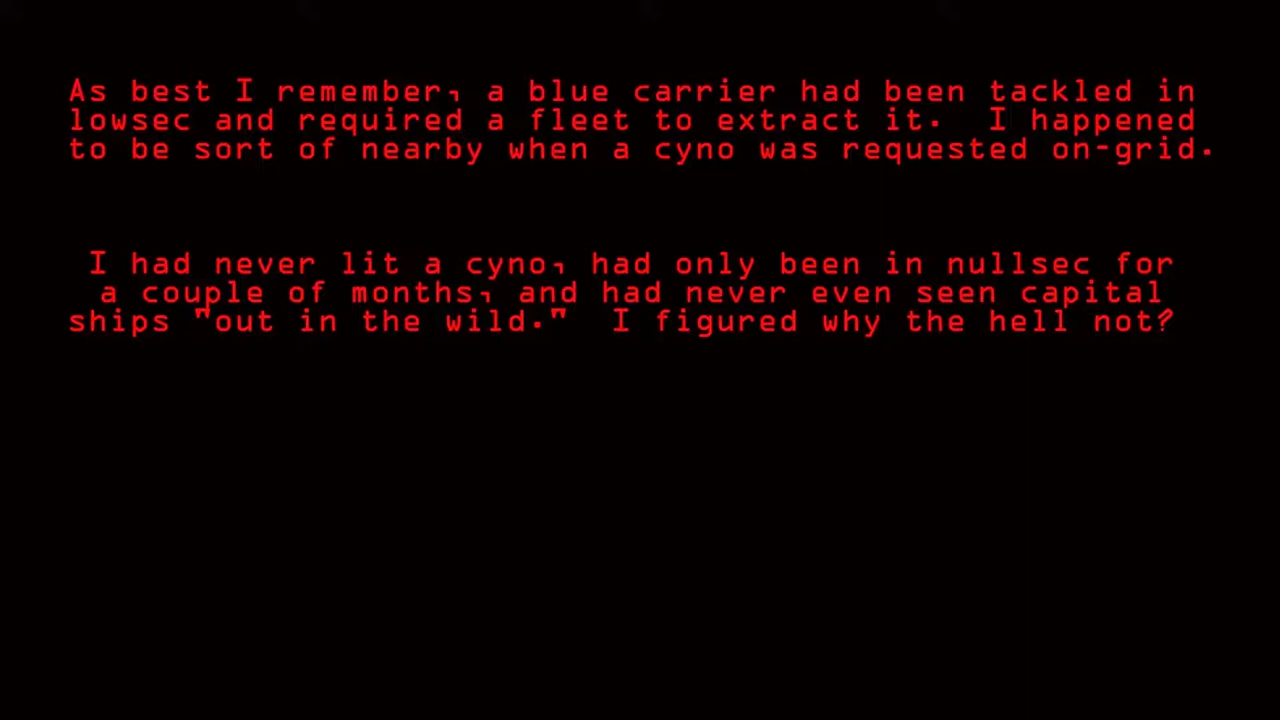 As best I remember, a blue carrier had been tackled in
lowsec and required a fleet to extract it.  I happened
to be sort of nearby when a cyno was requested on-grid.
I had never lit a cyno, had only been in nullsec for
a couple of months, and had never even seen capital
ships "out in the wild."  I figured why the hell not?